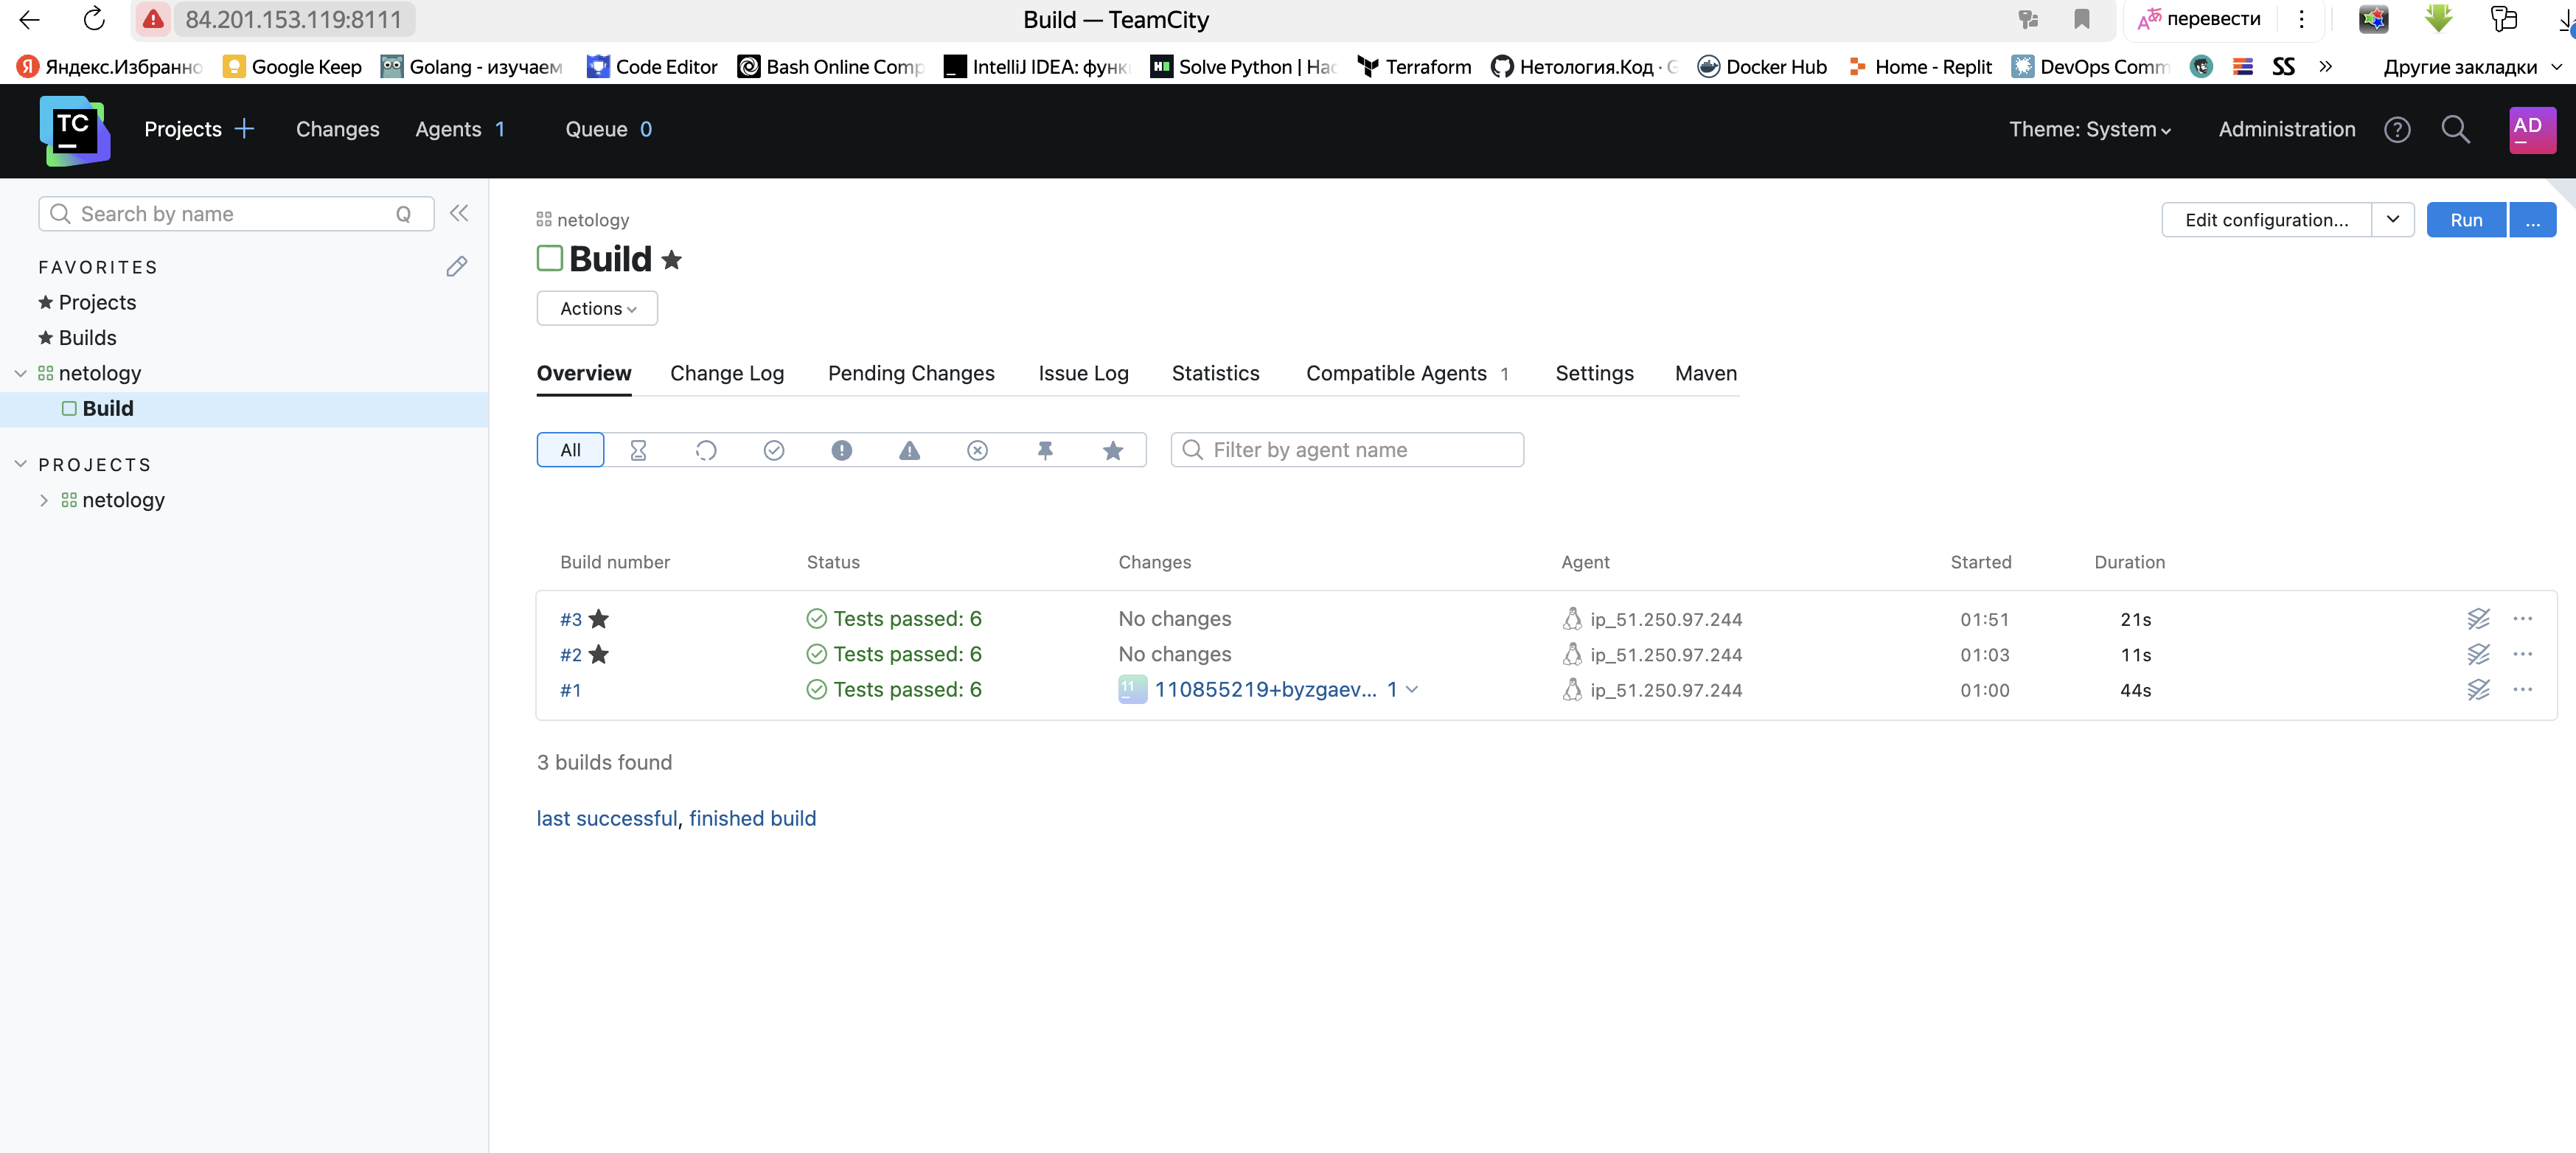 84.201.153.119:8111 Build — TeamCity перевести
Яндекс.Избранно Google Keep Golang - изучаем Code Editor Bash Online Comp IntelliJ IDEA: функ Solve Python | Hac Terraform Нетология.Код · Docker Hub Home - Replit DevOps Comm SS » Другие закладки
TC Projects Changes Agents 1 Queue 0 Theme: System Administration AD
Search by name Q
FAVORITES
Projects
Builds
netology
Build
PROJECTS
netology
netology
Edit configuration... Run ...
Build
Actions
Overview Change Log Pending Changes Issue Log Statistics Compatible Agents 1 Settings Maven
All Filter by agent name
Build number Status Changes Agent Started Duration
#3 Tests passed: 6 No changes ip_51.250.97.244 01:51 21s
#2 Tests passed: 6 No changes ip_51.250.97.244 01:03 11s
#1 Tests passed: 6 11 110855219+byzgaev... 1 ip_51.250.97.244 01:00 44s
3 builds found
last successful, finished build